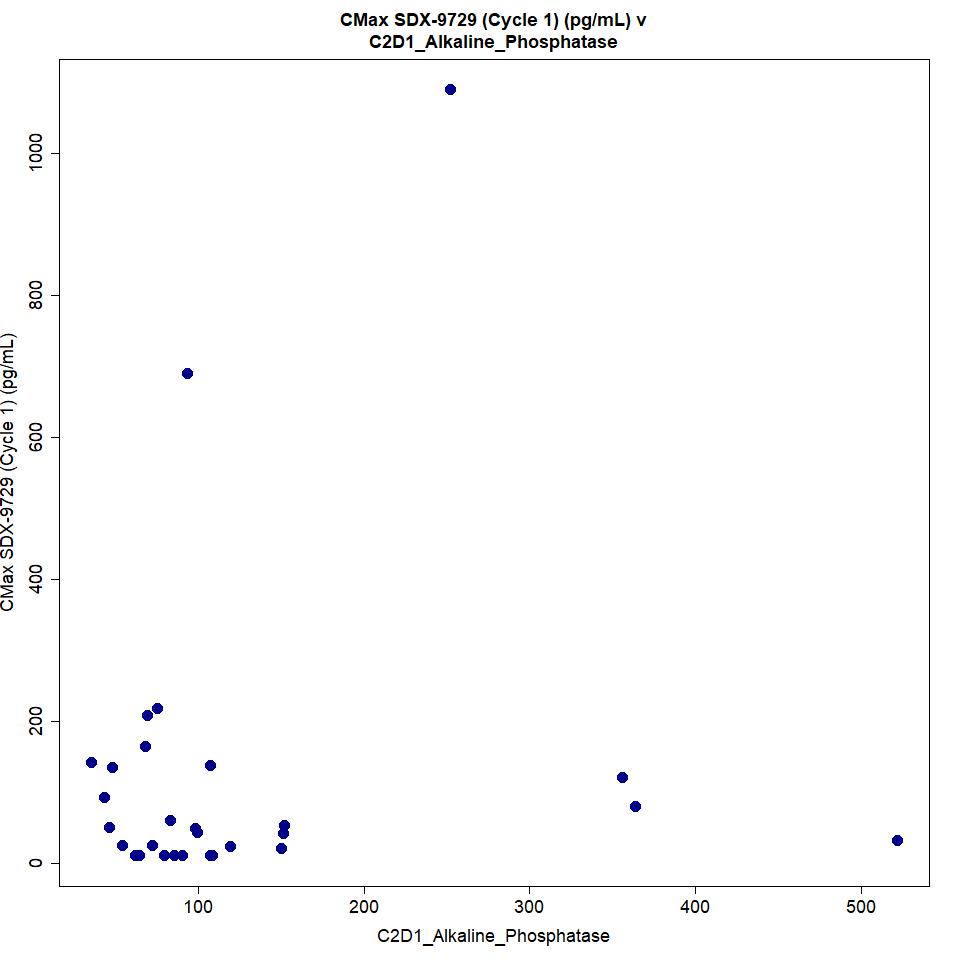 CMax SDX-9729 (Cycle 1) (pg/mL) v
C2D1_Alkaline_Phosphatase
1000
800
600
400
200
0
CMax SDX-9729 (Cycle 1) (pg/mL)
100
200
300
400
500
C2D1_Alkaline_Phosphatase